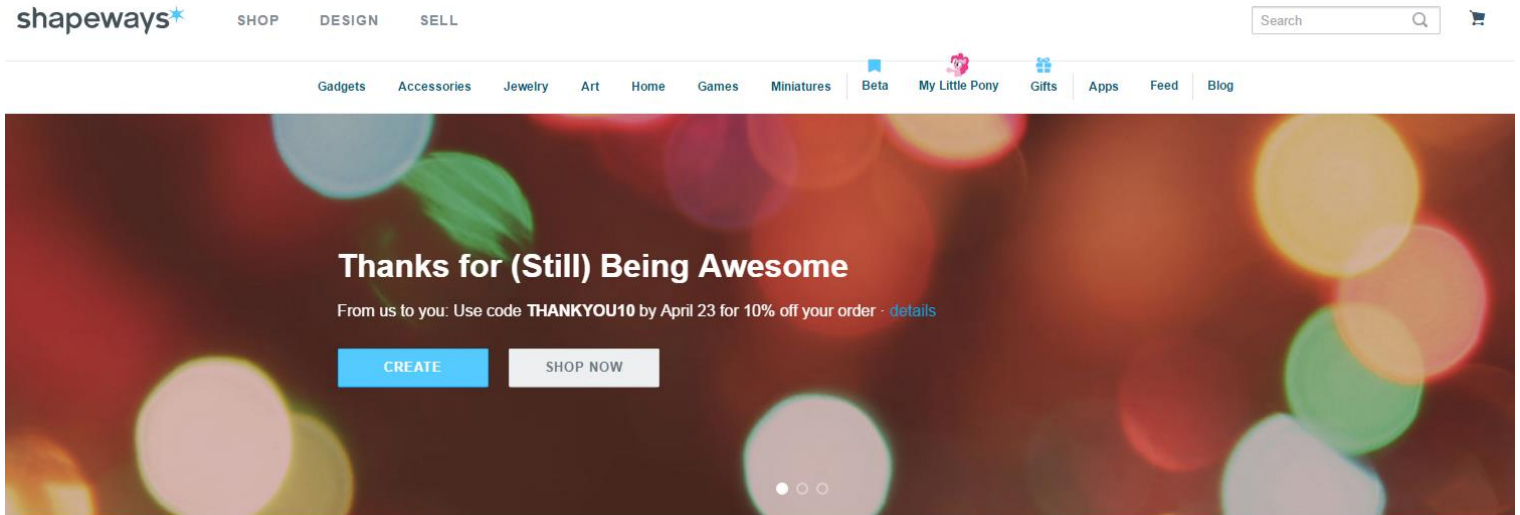 shapeways
SHOP DESIGN SELL Search
Gadgets Accessories Jewelry Art Home Games Miniatures Beta My Little Pony Gifts Apps Feed Blog
Thanks for (Still) Being Awesome
From us to you: Use code THANKYOU10 by April 23 for 10% off your order · details
CREATE SHOP NOW